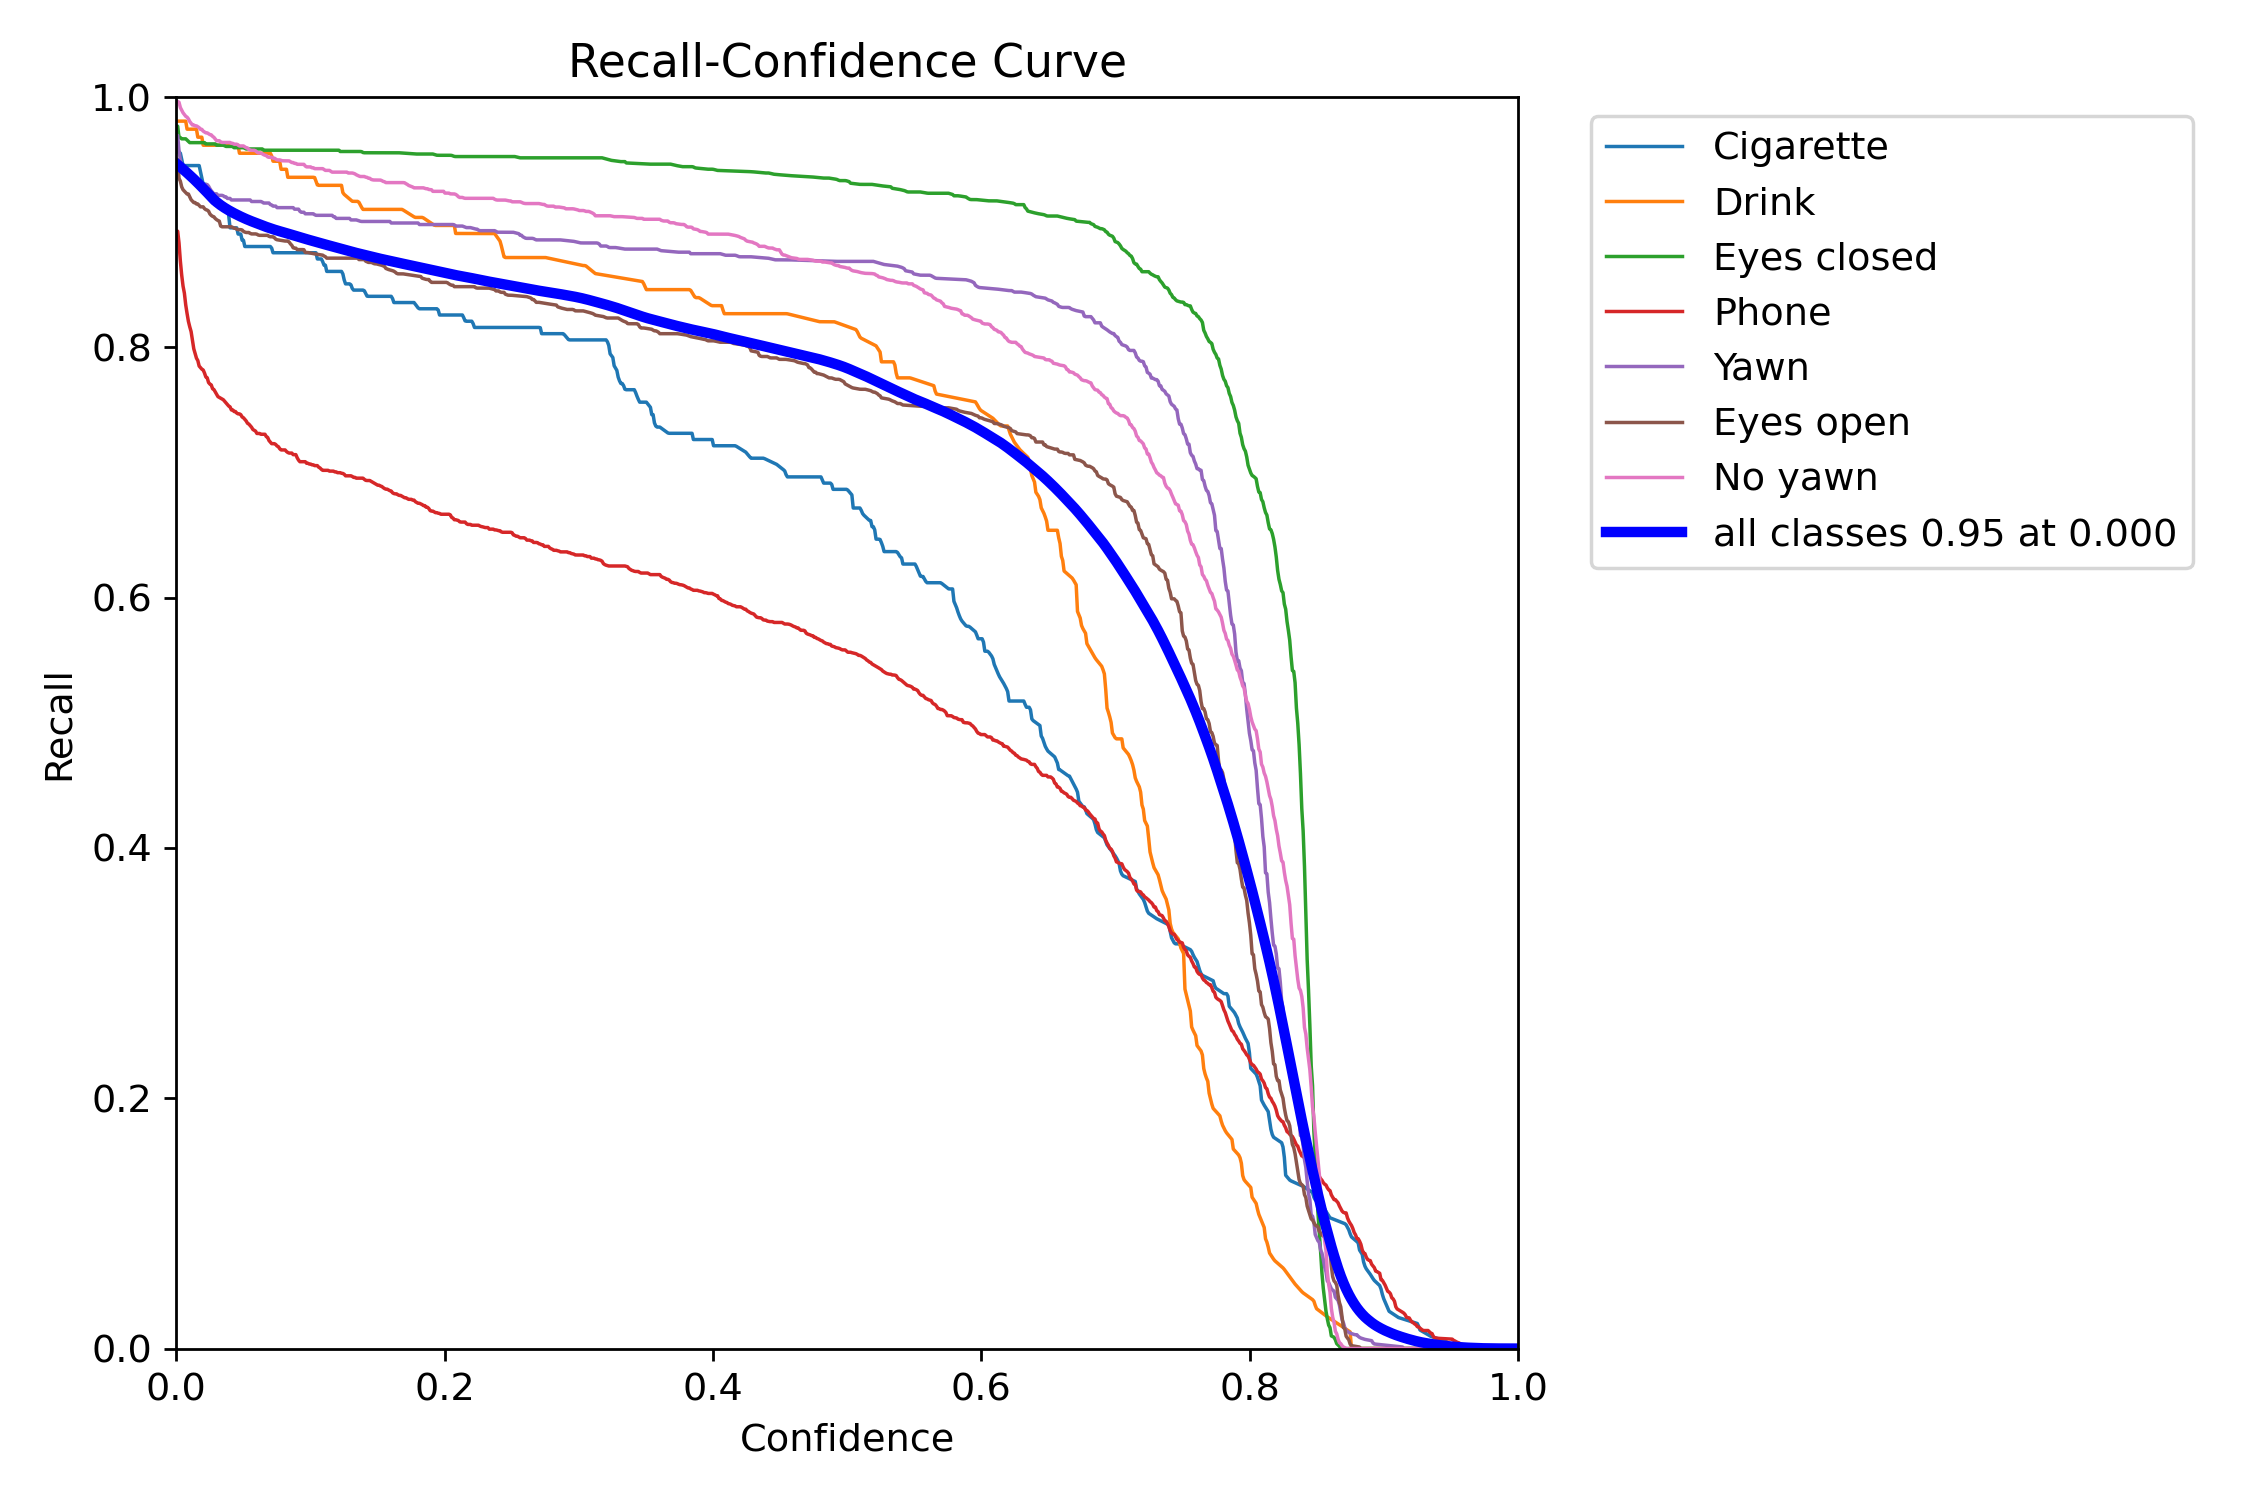 Recall-Confidence Curve
1.0
0.8
0.6
0.4
0.2
0.0
Recall
0.0 0.2 0.4 0.6 0.8 1.0
Confidence
Cigarette
Drink
Eyes closed
Phone
Yawn
Eyes open
No yawn
all classes 0.95 at 0.000